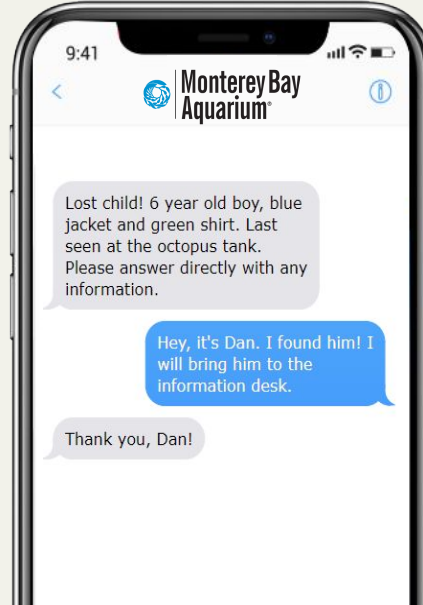 9:41
Monterey Bay
Aquarium®
Lost child! 6 year old boy, blue
jacket and green shirt. Last
seen at the octopus tank.
Please answer directly with any
information.
Hey, it's Dan. I found him! I
will bring him to the
information desk.
Thank you, Dan!